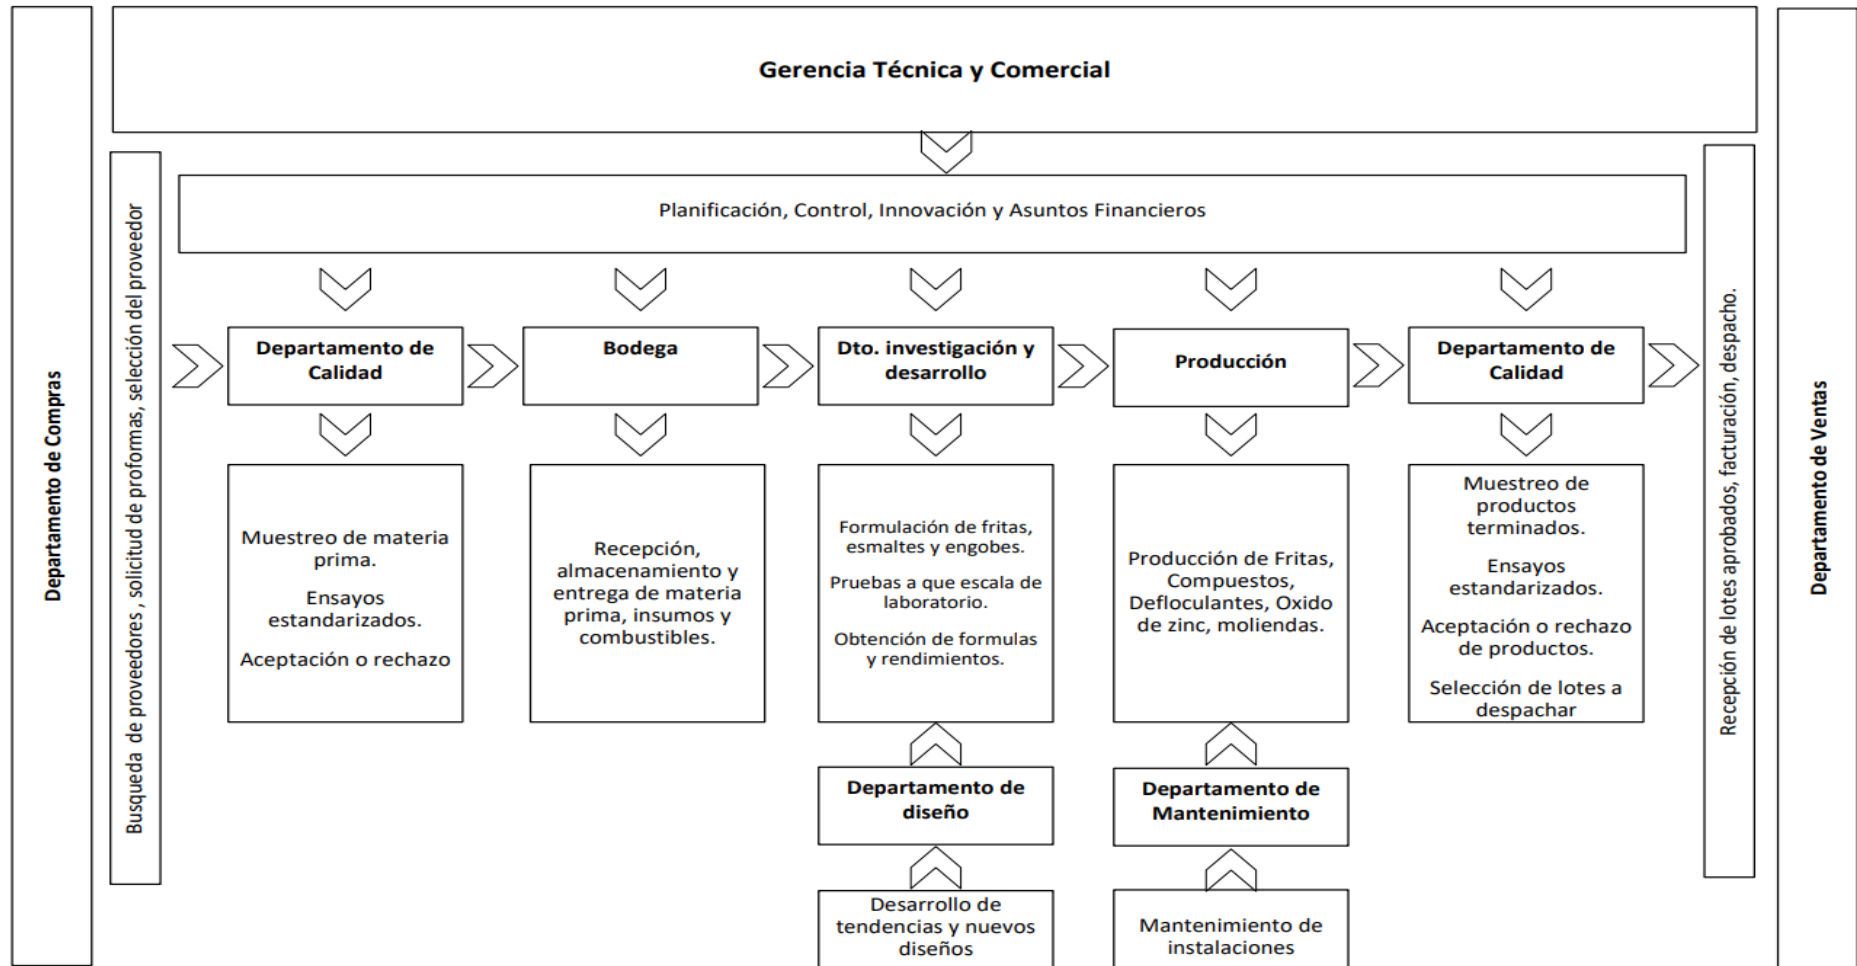 Gerencia Técnica y Comercial
Departamento de Compras
Busqueda de proveedores , solicitud de proformas, selección del proveedor
Planificación, Control, Innovación y Asuntos Financieros
Departamento de
Calidad
Bodega
Dto. investigación y
desarrollo
Producción
Departamento de
Calidad
Muestreo de materia
prima.
Ensayos
estandarizados.
Aceptación o rechazo
Recepción,
almacenamiento y
entrega de materia
prima, insumos y
combustibles.
Formulación de fritas,
esmaltes y engobes.
Pruebas a que escala de
laboratorio.
Obtención de formulas
y rendimientos.
Producción de Fritas,
Compuestos,
Defloculantes, Oxido
de zinc, moliendas.
Muestreo de
productos
terminados.
Ensayos
estandarizados.
Aceptación o rechazo
de productos.
Selección de lotes a
despachar
Departamento de
diseño
Departamento de
Mantenimiento
Desarrollo de
tendencias y nuevos
diseños
Mantenimiento de
instalaciones
Recepción de lotes aprobados, facturación, despacho.
Departamento de Ventas